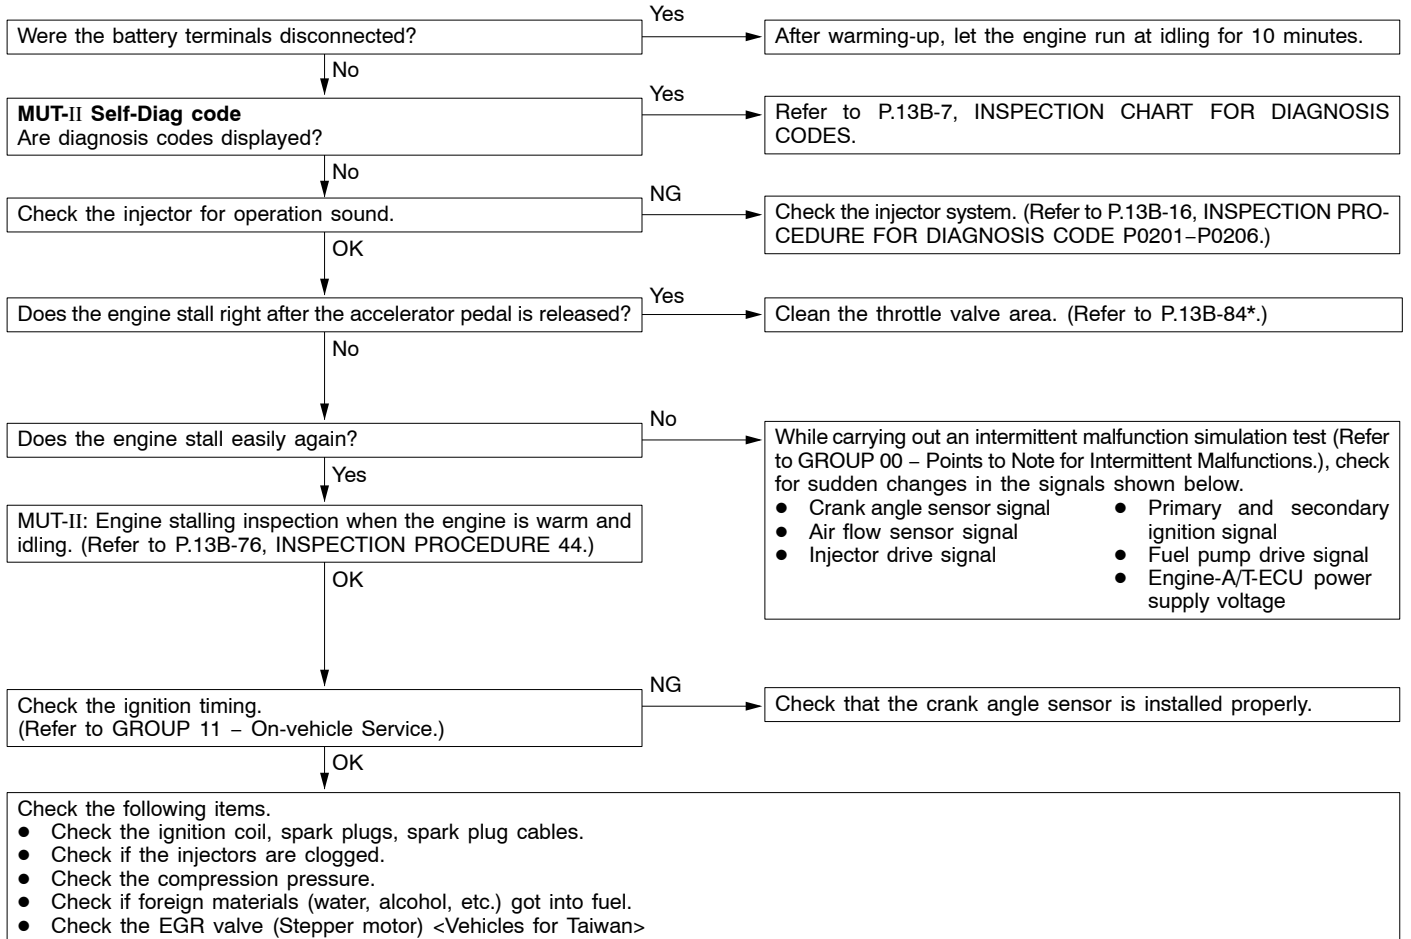 Were the battery terminals disconnected?
Yes
After warming-up, let the engine run at idling for 10 minutes.
No
MUT-II Self-Diag code
Are diagnosis codes displayed?
Yes
Refer to P.13B-7, INSPECTION CHART FOR DIAGNOSIS
CODES.
No
Check the injector for operation sound.
NG
Check the injector system. (Refer to P.13B-16, INSPECTION PRO-
CEDURE FOR DIAGNOSIS CODE P0201–P0206.)
OK
Does the engine stall right after the accelerator pedal is released?
Yes
Clean the throttle valve area. (Refer to P.13B-84*.)
No
Does the engine stall easily again?
No
While carrying out an intermittent malfunction simulation test (Refer
to GROUP 00 – Points to Note for Intermittent Malfunctions.), check
for sudden changes in the signals shown below.
● Crank angle sensor signal
● Air flow sensor signal
● Injector drive signal
● Primary and secondary
ignition signal
● Fuel pump drive signal
● Engine-A/T-ECU power
supply voltage
Yes
MUT-II: Engine stalling inspection when the engine is warm and
idling. (Refer to P.13B-76, INSPECTION PROCEDURE 44.)
OK
Check the ignition timing.
(Refer to GROUP 11 – On-vehicle Service.)
NG
Check that the crank angle sensor is installed properly.
OK
Check the following items.
● Check the ignition coil, spark plugs, spark plug cables.
● Check if the injectors are clogged.
● Check the compression pressure.
● Check if foreign materials (water, alcohol, etc.) got into fuel.
● Check the EGR valve (Stepper motor) <Vehicles for Taiwan>